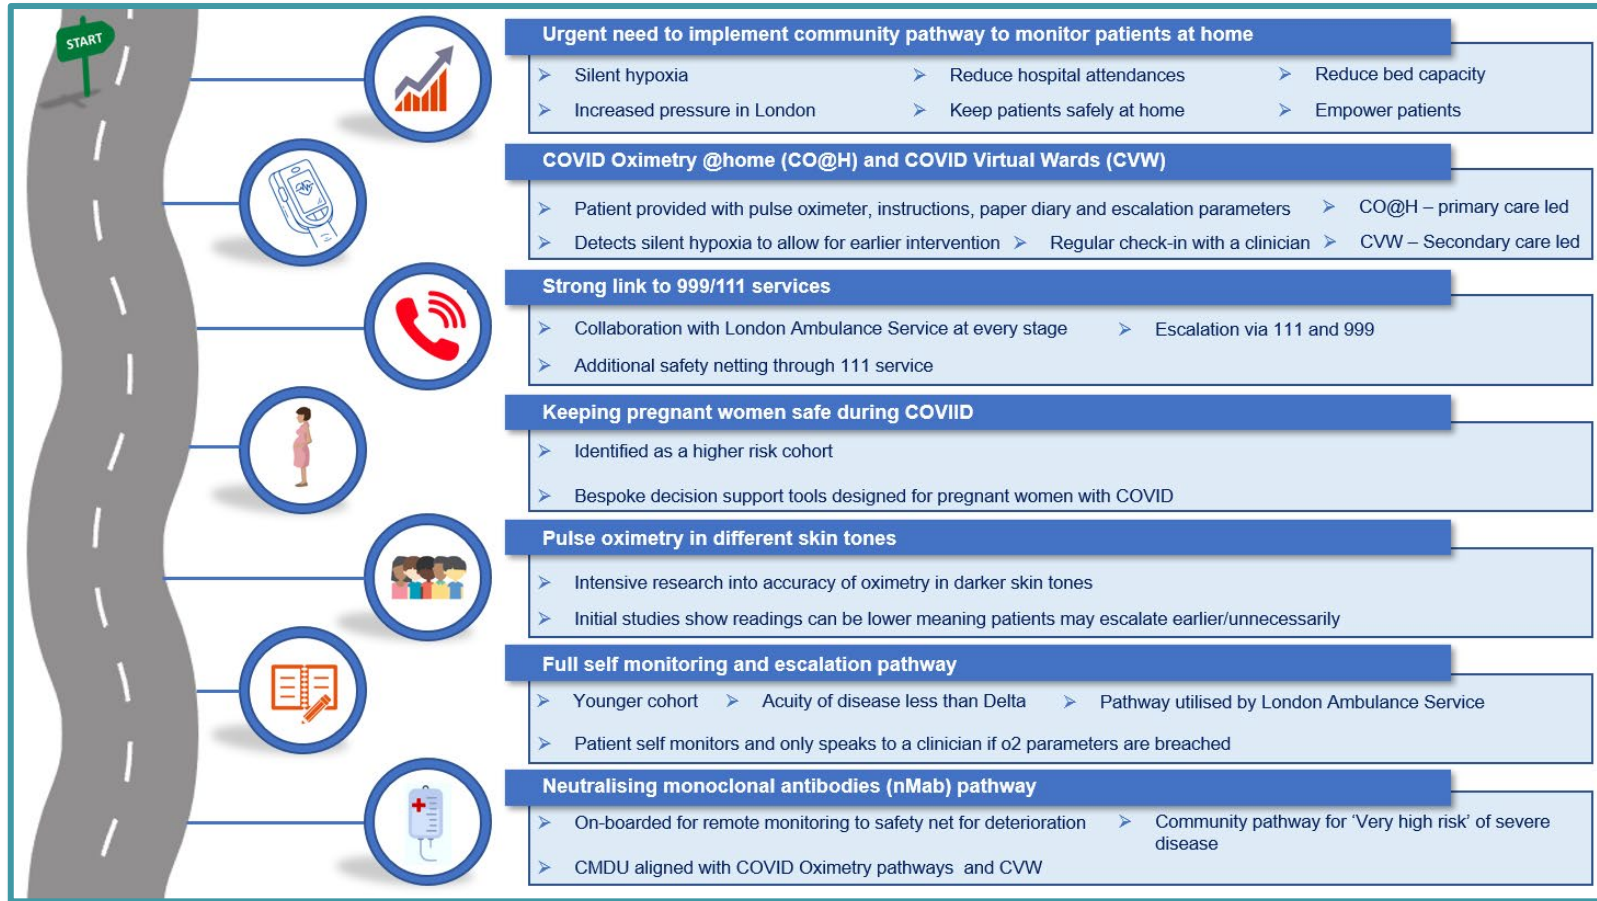 START
Urgent need to implement community pathway to monitor patients at home
Silent hypoxia
Reduce hospital attendances
Reduce bed capacity
Increased pressure in London
Keep patients safely at home
Empower patients
COVID Oximetry @home (CO@H) and COVID Virtual Wards (CVW)
Patient provided with pulse oximeter, instructions, paper diary and escalation parameters
CO@H – primary care led
Detects silent hypoxia to allow for earlier intervention
Regular check-in with a clinician
CVW – Secondary care led
Strong link to 999/111 services
Collaboration with London Ambulance Service at every stage
Escalation via 111 and 999
Additional safety netting through 111 service
Keeping pregnant women safe during COVIID
Identified as a higher risk cohort
Bespoke decision support tools designed for pregnant women with COVID
Pulse oximetry in different skin tones
Intensive research into accuracy of oximetry in darker skin tones
Initial studies show readings can be lower meaning patients may escalate earlier/unnecessarily
Full self monitoring and escalation pathway
Younger cohort
Acuity of disease less than Delta
Pathway utilised by London Ambulance Service
Patient self monitors and only speaks to a clinician if o2 parameters are breached
Neutralising monoclonal antibodies (nMab) pathway
On-boarded for remote monitoring to safety net for deterioration
Community pathway for ‘Very high risk’ of severe
disease
CMDU aligned with COVID Oximetry pathways and CVW